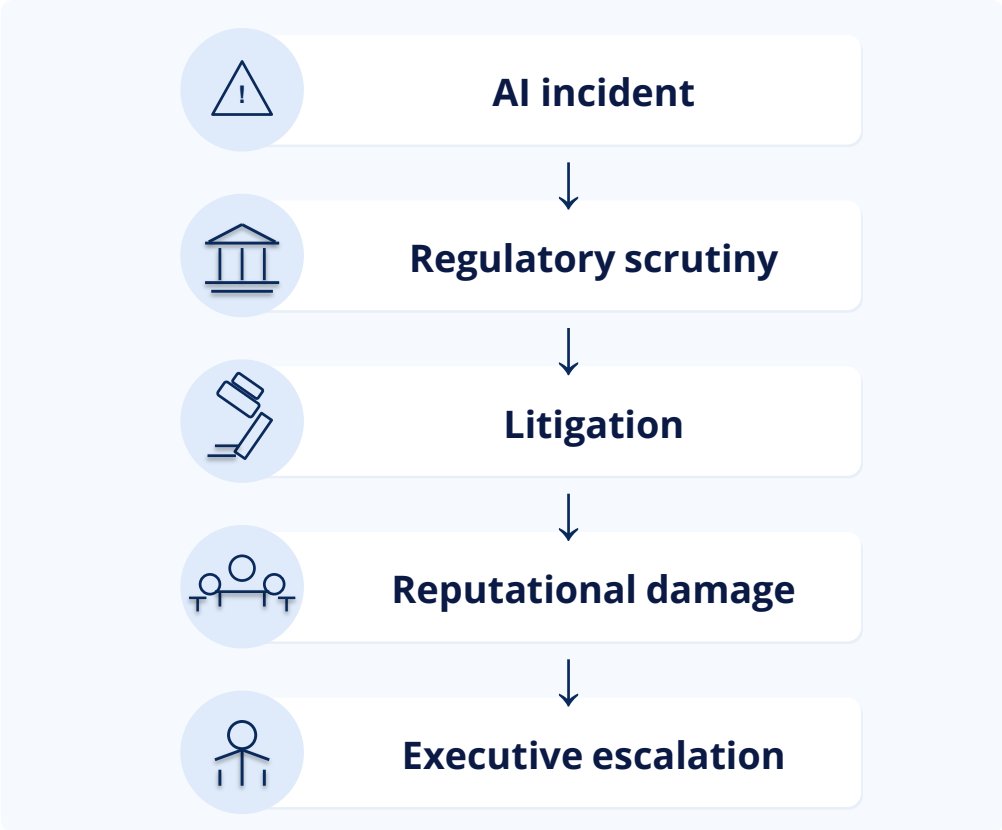 !
AI incident
Regulatory scrutiny
Litigation
Reputational damage
Executive escalation